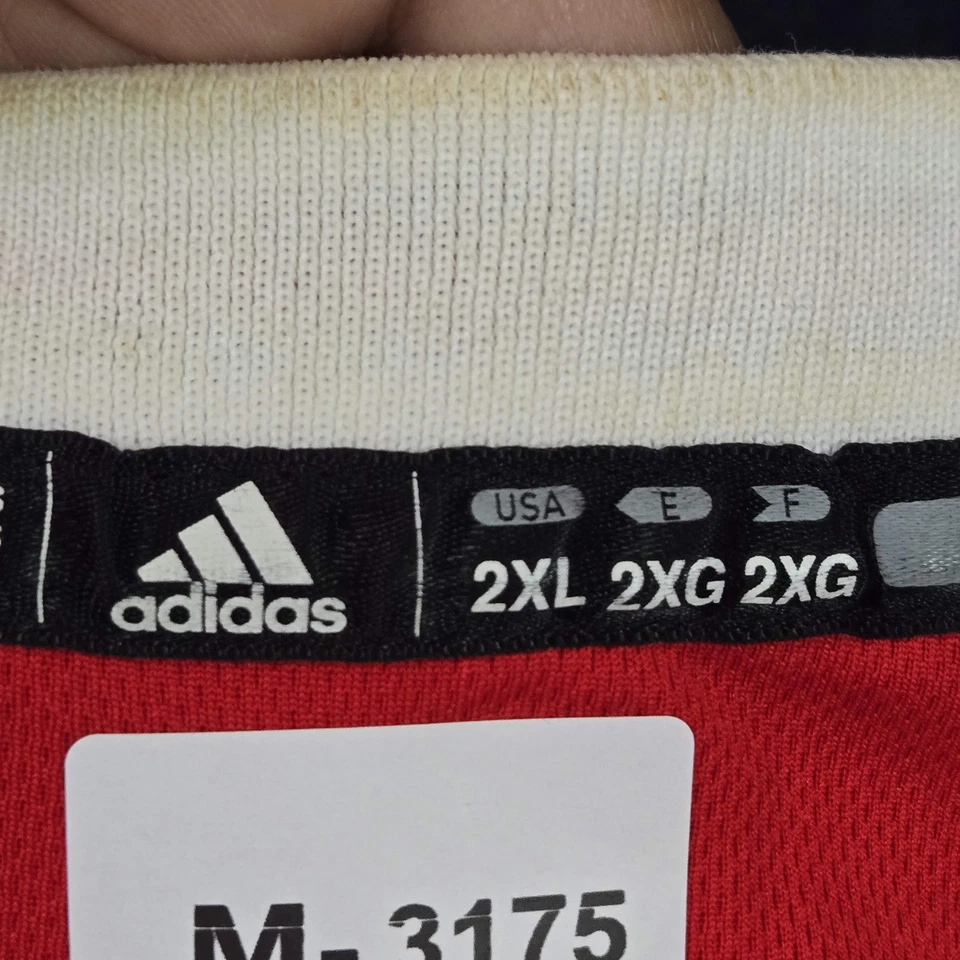 adidas
USA E F
2XL 2XG 2XG
M- 3175